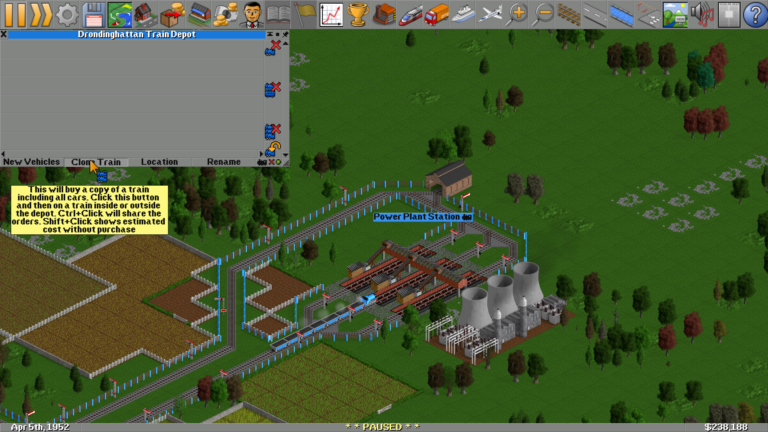 Drondinghattan Train Depot
New Vehicles
Clone Train
Location
Rename
This will buy a copy of a train
including all cars. Click this button
and then on a train inside or outside
the depot. Ctrl+Click will share the
orders. Shift+Click shows estimated
cost without purchase
Power Plant Station
Apr 5th, 1952
* * PAUSED * *
$238,188